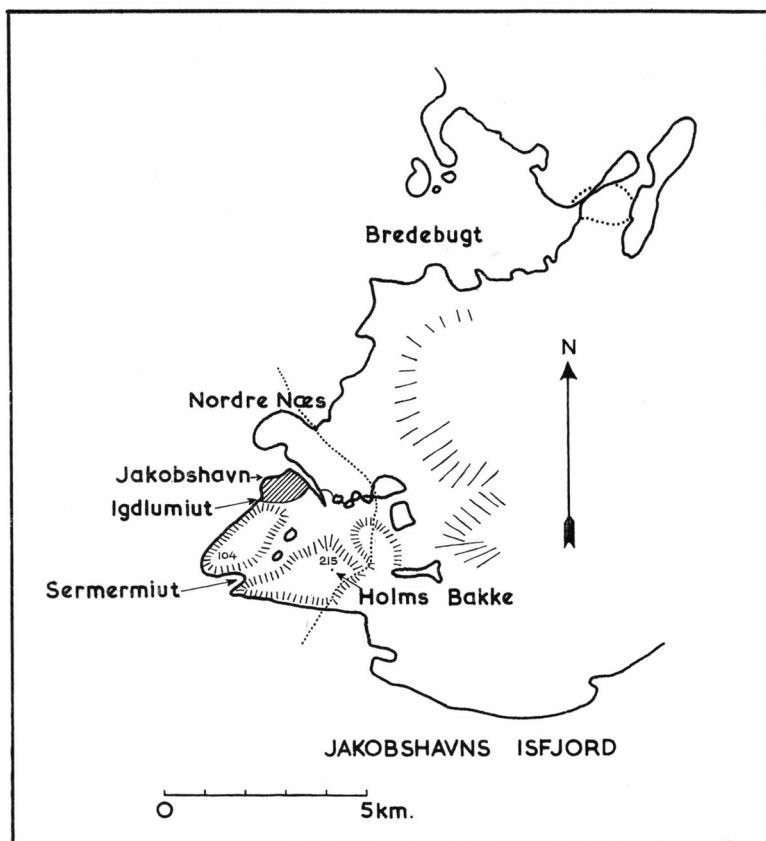 Bredebugt
N
Nordre Næs
Jakobshavn
Igdlumiut
104
215
Sermermiut
Holms Bakke
JAKOBSHAVNS ISFJORD
0 5km.